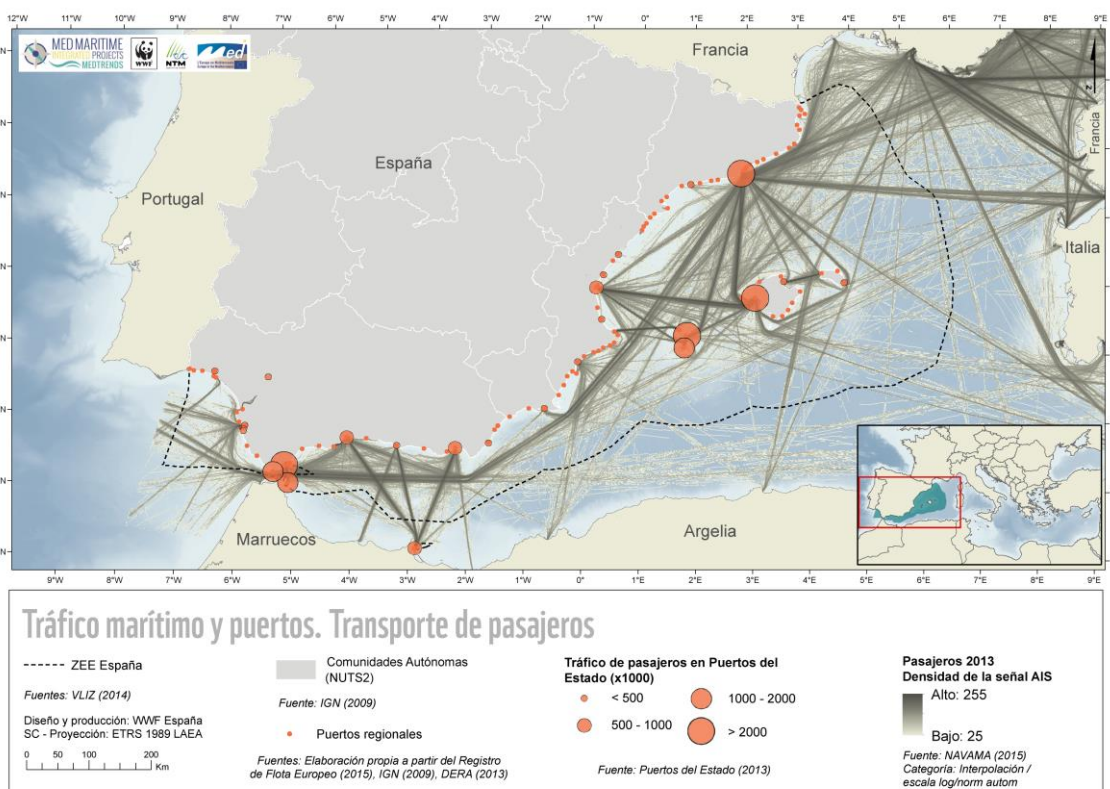 12°W 11°W 10°W 9°W 8°W 7°W 6°W 5°W 4°W 3°W 2°W 1°W 0° 1°E 2°E 3°E 4°E 5°E 6°E 7°E 8°E 9°E
MED MARITIME
INTEGRATED PROJECTS
MEDTRENDS
WWF
NTM
Med
Francia
Francia
España
Portugal
Italia
Marruecos
Argelia
9°W 8°W 7°W 6°W 5°W 4°W 3°W 2°W 1°W 0° 1°E 2°E 3°E 4°E 5°E 6°E 7°E 8°E 9°E
Tráfico marítimo y puertos. Transporte de pasajeros
ZEE España
Fuentes: VLIZ (2014)
Diseño y producción: WWF España
SC - Proyección: ETRS 1989 LAEA
0 50 100 200
Km
Comunidades Autónomas
(NUTS2)
Fuente: IGN (2009)
Puertos regionales
Fuentes: Elaboración propia a partir del Registro
de Flota Europeo (2015), IGN (2009), DERA (2013)
Tráfico de pasajeros en Puertos del
Estado (x1000)
< 500
500 - 1000
1000 - 2000
> 2000
Fuente: Puertos del Estado (2013)
Pasajeros 2013
Densidad de la señal AIS
Alto: 255
Bajo: 25
Fuente: NAVAMA (2015)
Categoría: Interpolación /
escala log/norm autom